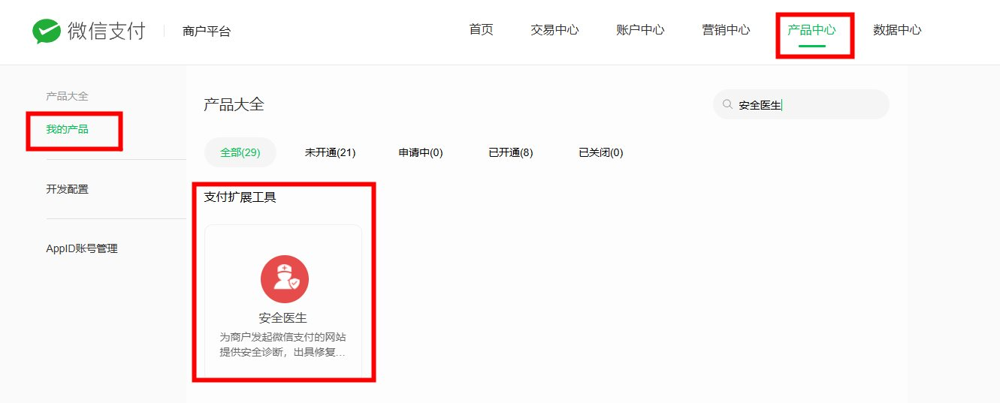 微信支付 商户平台 首页 交易中心 账户中心 营销中心 产品中心 数据中心
产品大全
我的产品
开发配置
AppID账号管理
产品大全
安全医生
全部(29) 未开通(21) 申请中(0) 已开通(8) 已关闭(0)
支付扩展工具
安全医生
为商户发起微信支付的网站
提供安全诊断，出具修复...